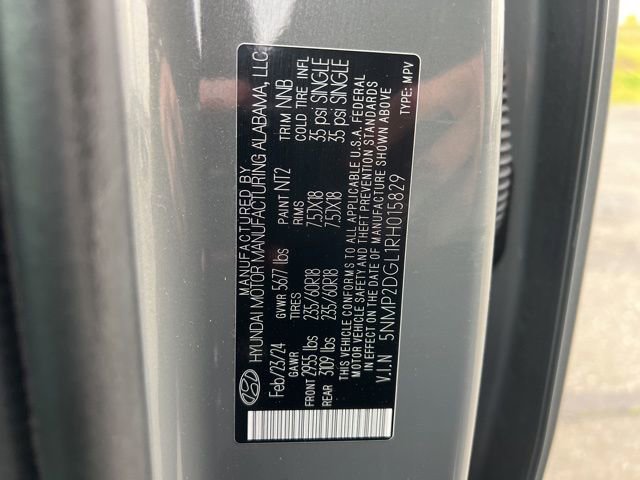 MANUFACTURED BY
HYUNDAI MOTOR MANUFACTURING ALABAMA, LLC.
Feb/23/24 GVWR 5677 lbs PAINT NT2 TRIM NNB
GAWR TIRES RIMS COLD TIRE INFL
FRONT 2955 lbs 235/60R18 7.5JX18 35 psi SINGLE
REAR 3109 lbs 235/60R18 7.5JX18 35 psi SINGLE
THIS VEHICLE CONFORMS TO ALL APPLICABLE U.S.A. FEDERAL
MOTOR VEHICLE SAFETY AND THEFT PREVENTION STANDARDS
IN EFFECT ON THE DATE OF MANUFACTURE SHOWN ABOVE
V.I.N 5NMP2DGL1RH015829 TYPE: MPV